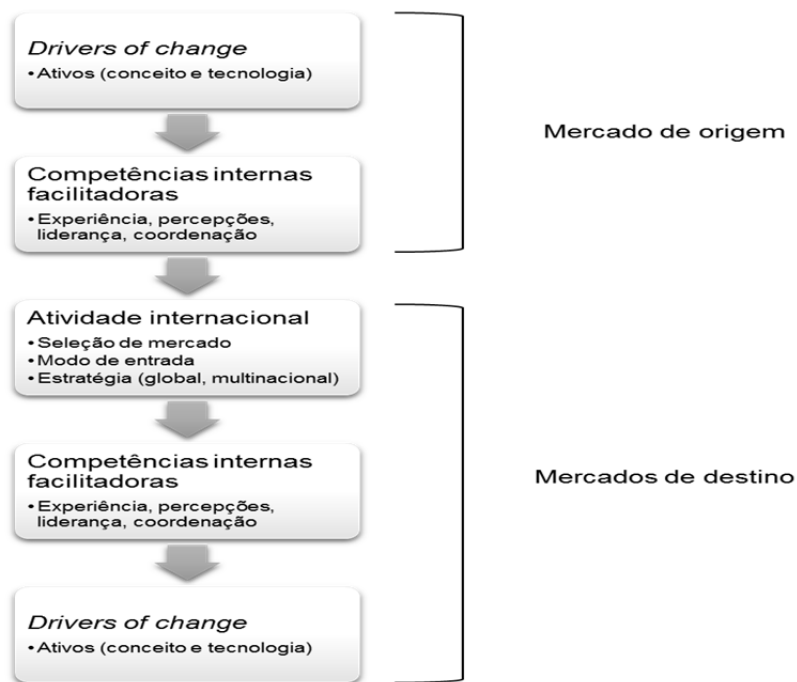 Drivers of change
• Ativos (conceito e tecnologia)
Mercado de origem
Competências internas
facilitadoras
• Experiência, percepções,
liderança, coordenação
Atividade internacional
• Seleção de mercado
• Modo de entrada
• Estratégia (global, multinacional)
Competências internas
facilitadoras
• Experiência, percepções,
liderança, coordenação
Mercados de destino
Drivers of change
• Ativos (conceito e tecnologia)